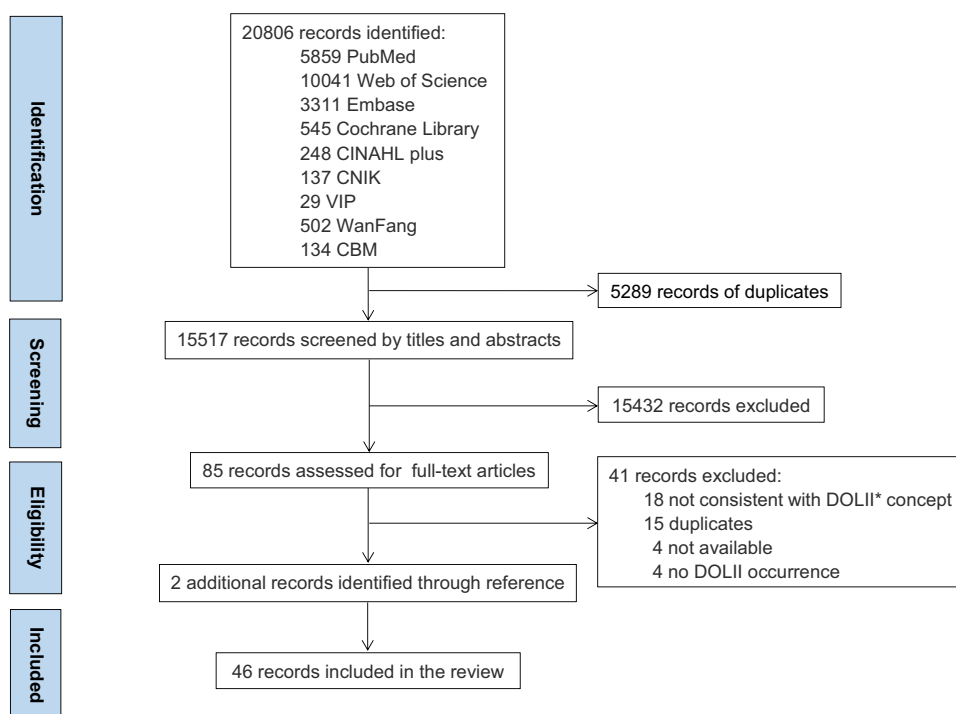 Identification
20806 records identified:
5859 PubMed
10041 Web of Science
3311 Embase
545 Cochrane Library
248 CINAHL plus
137 CNIK
29 VIP
502 WanFang
134 CBM
5289 records of duplicates
Screening
15517 records screened by titles and abstracts
15432 records excluded
Eligibility
85 records assessed for full-text articles
41 records excluded:
18 not consistent with DOLII* concept
15 duplicates
4 not available
4 no DOLII occurrence
2 additional records identified through reference
Included
46 records included in the review